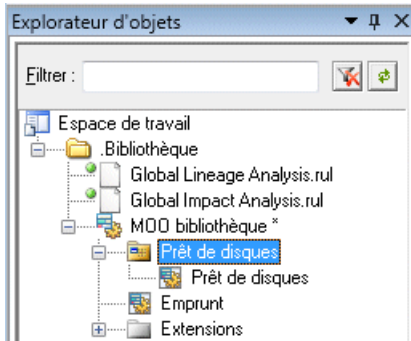 Explorateur d'objets
Filtrer :
Espace de travail
.Bibliothèque
Global Lineage Analysis.rul
Global Impact Analysis.rul
MOO bibliothèque *
Prêt de disques
Prêt de disques
Emprunt
Extensions